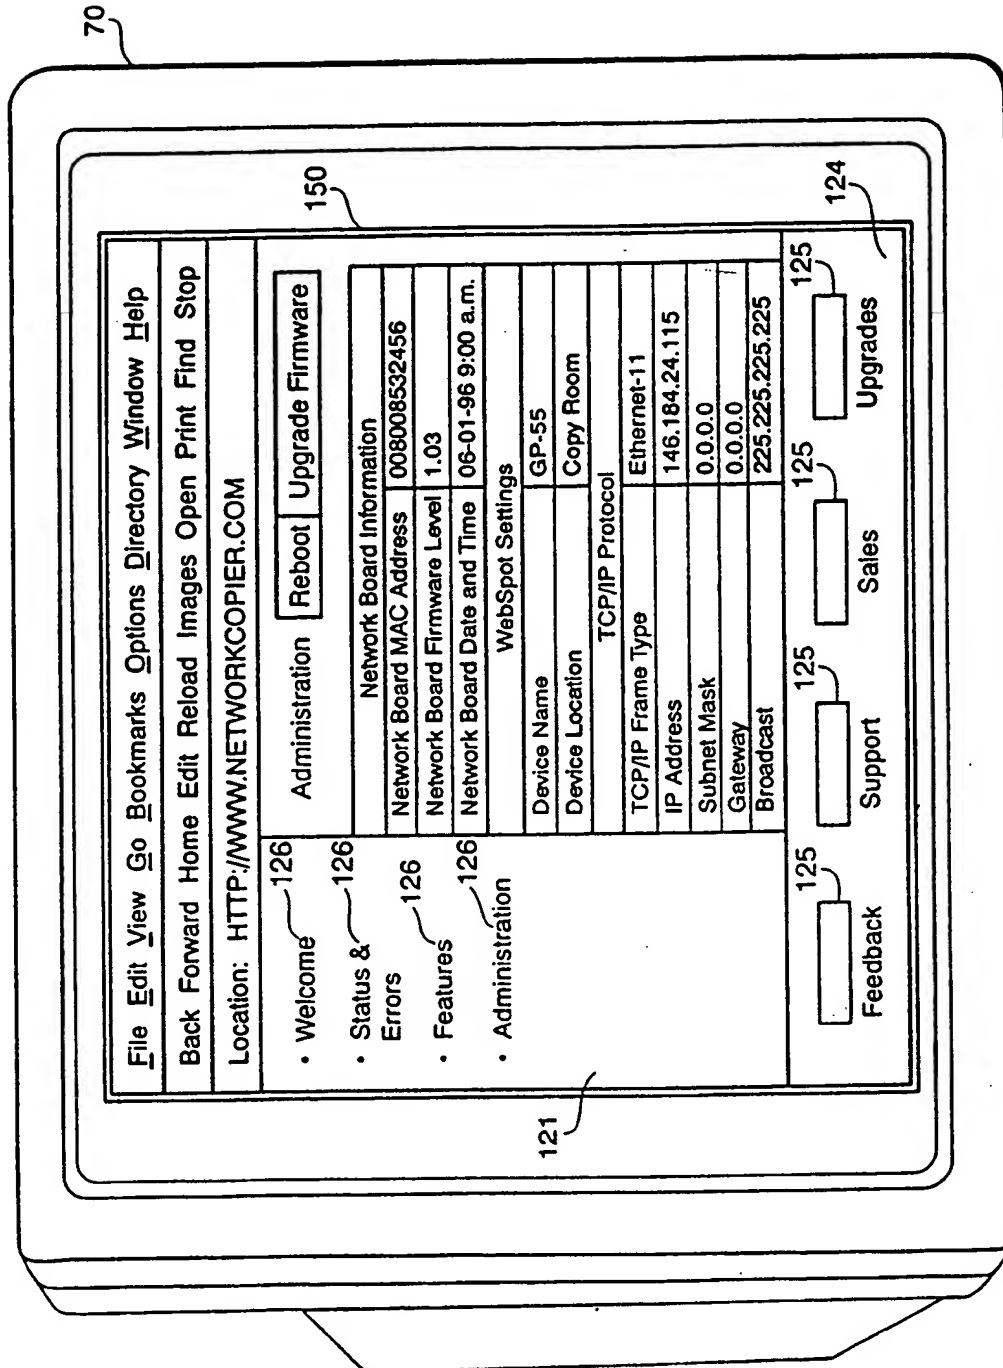 70
150
File Edit View Go Bookmarks Options Directory Window Help
Back Forward Home Edit Reload Images Open Print Find Stop
Location: HTTP://WWW.NETWORKCOPIER.COM
• Welcome 126
• Status & Errors 126
• Features 126
• Administration 126
121
Administration Reboot Upgrade Firmware
Network Board Information
Network Board MAC Address 008008532456
Network Board Firmware Level 1.03
Network Board Date and Time 06-01-96 9:00 a.m.
WebSpot Settings
Device Name GP-55
Device Location Copy Room
TCP/IP Protocol
TCP/IP Frame Type Ethernet-11
IP Address 146.184.24.115
Subnet Mask 0.0.0.0
Gateway 0.0.0.0
Broadcast 225.225.225.225
125 125 125 125
Feedback Support Sales Upgrades
124